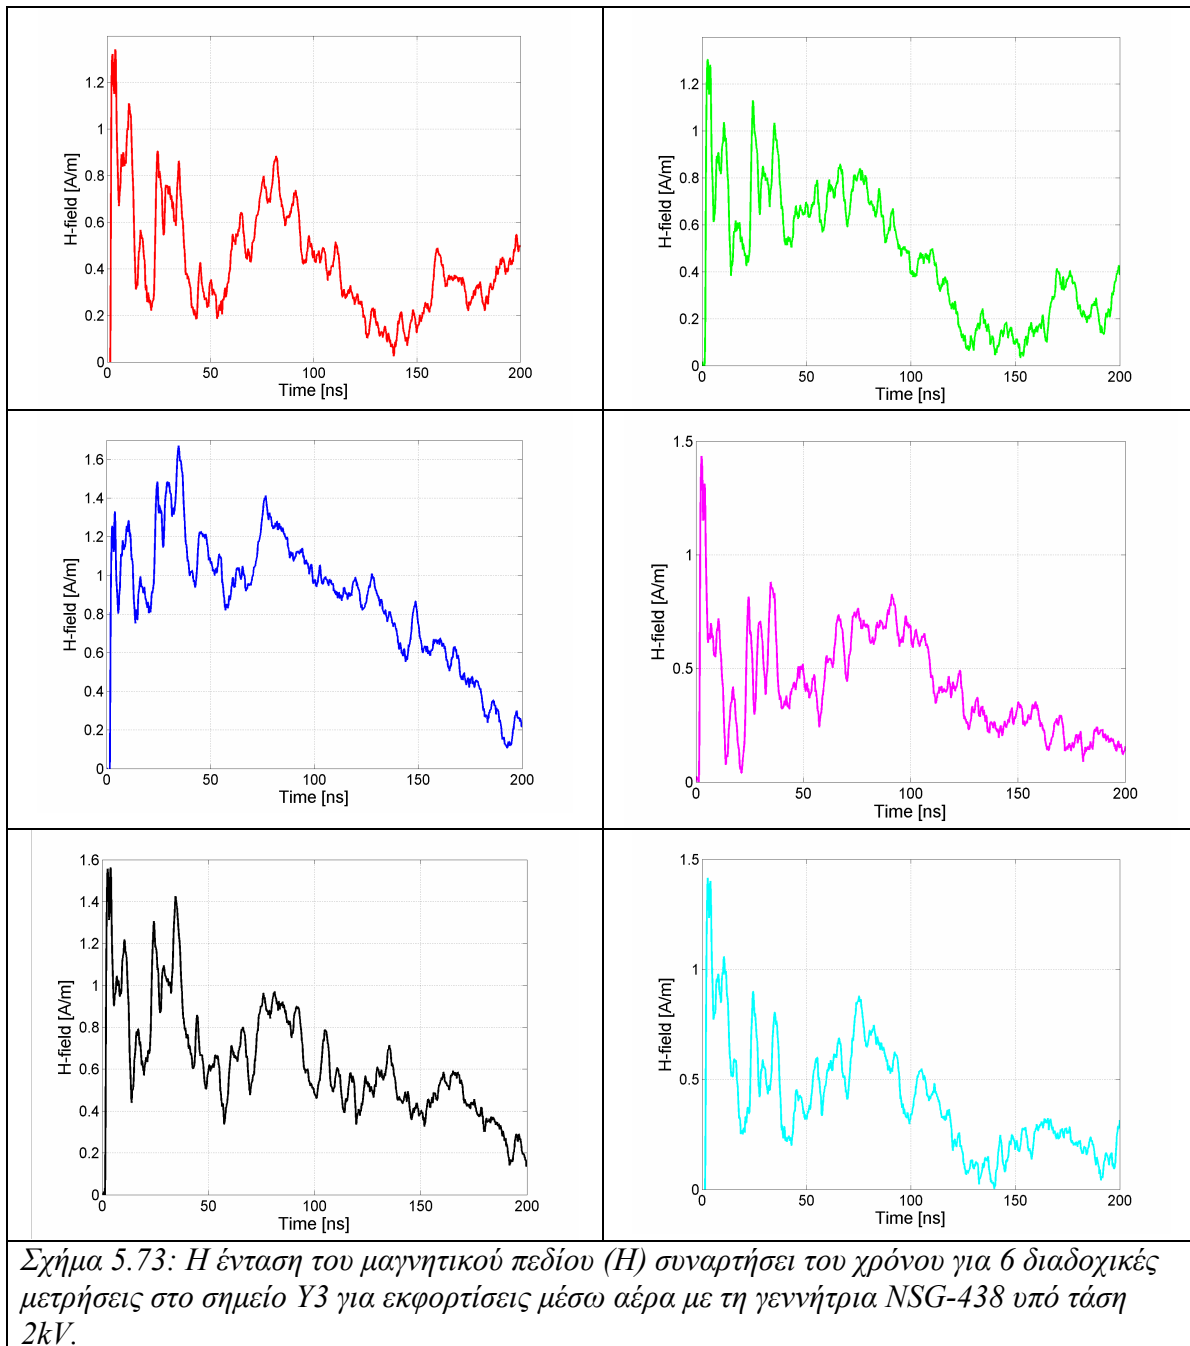 1.2
1
0.8
0.6
0.4
0.2
0
H-field [A/m]
0 50 100 150 200
Time [ns]
1.2
1
0.8
0.6
0.4
0.2
0
H-field [A/m]
0 50 100 150 200
Time [ns]
1.6
1.4
1.2
1
0.8
0.6
0.4
0.2
0
H-field [A/m]
0 50 100 150 200
Time [ns]
1.5
1
0.5
0
H-field [A/m]
0 50 100 150 200
Time [ns]
1.6
1.4
1.2
1
0.8
0.6
0.4
0.2
0
H-field [A/m]
0 50 100 150 200
Time [ns]
1.5
1
0.5
0
H-field [A/m]
0 50 100 150 200
Time [ns]
Σχήμα 5.73: Η ένταση του μαγνητικού πεδίου (Η) συναρτήσει του χρόνου για 6 διαδοχικές
μετρήσεις στο σημείο Υ3 για εκφορτίσεις μέσω αέρα με τη γεννήτρια NSG-438 υπό τάση
2kV.